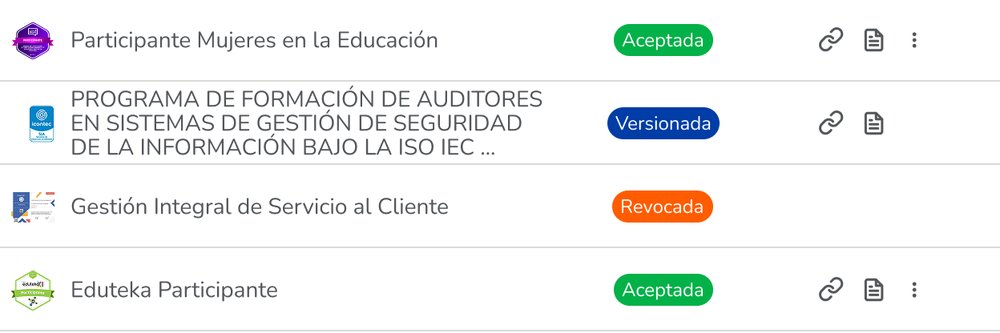 Participante Mujeres en la Educación
Aceptada
PROGRAMA DE FORMACIÓN DE AUDITORES
EN SISTEMAS DE GESTIÓN DE SEGURIDAD
DE LA INFORMACIÓN BAJO LA ISO IEC ...
Versionada
icontec
Gestión Integral de Servicio al Cliente
Revocada
Eduteka Participante
Aceptada